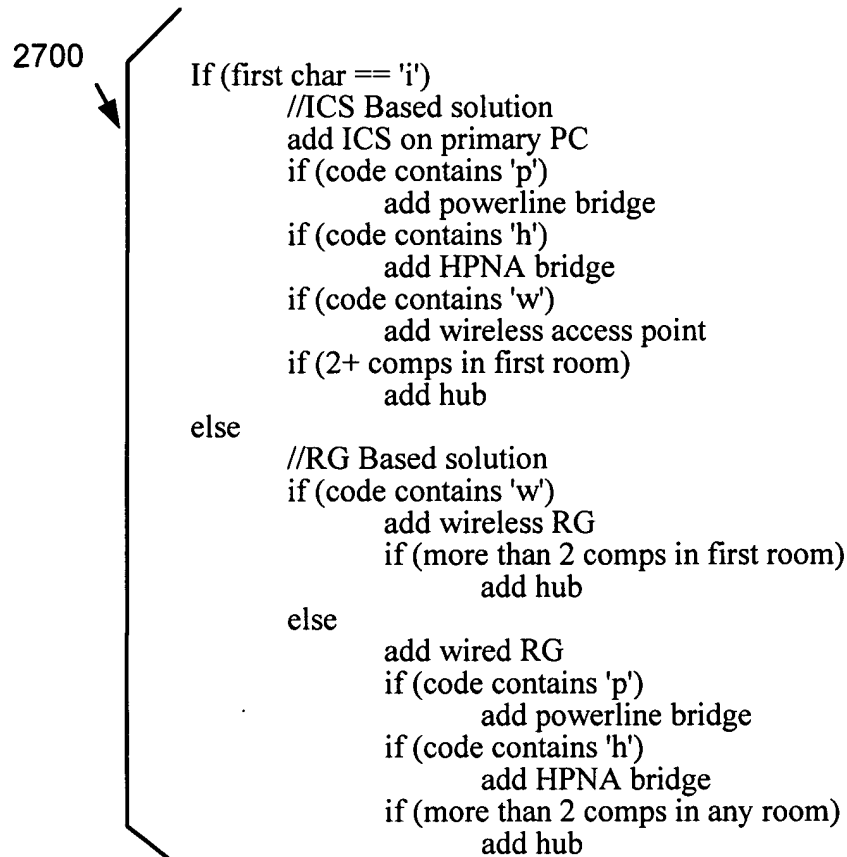 2700
If (first char == 'i')
//ICS Based solution
add ICS on primary PC
if (code contains 'p')
add powerline bridge
if (code contains 'h')
add HPNA bridge
if (code contains 'w')
add wireless access point
if (2+ comps in first room)
add hub
else
//RG Based solution
if (code contains 'w')
add wireless RG
if (more than 2 comps in first room)
add hub
else
add wired RG
if (code contains 'p')
add powerline bridge
if (code contains 'h')
add HPNA bridge
if (more than 2 comps in any room)
add hub